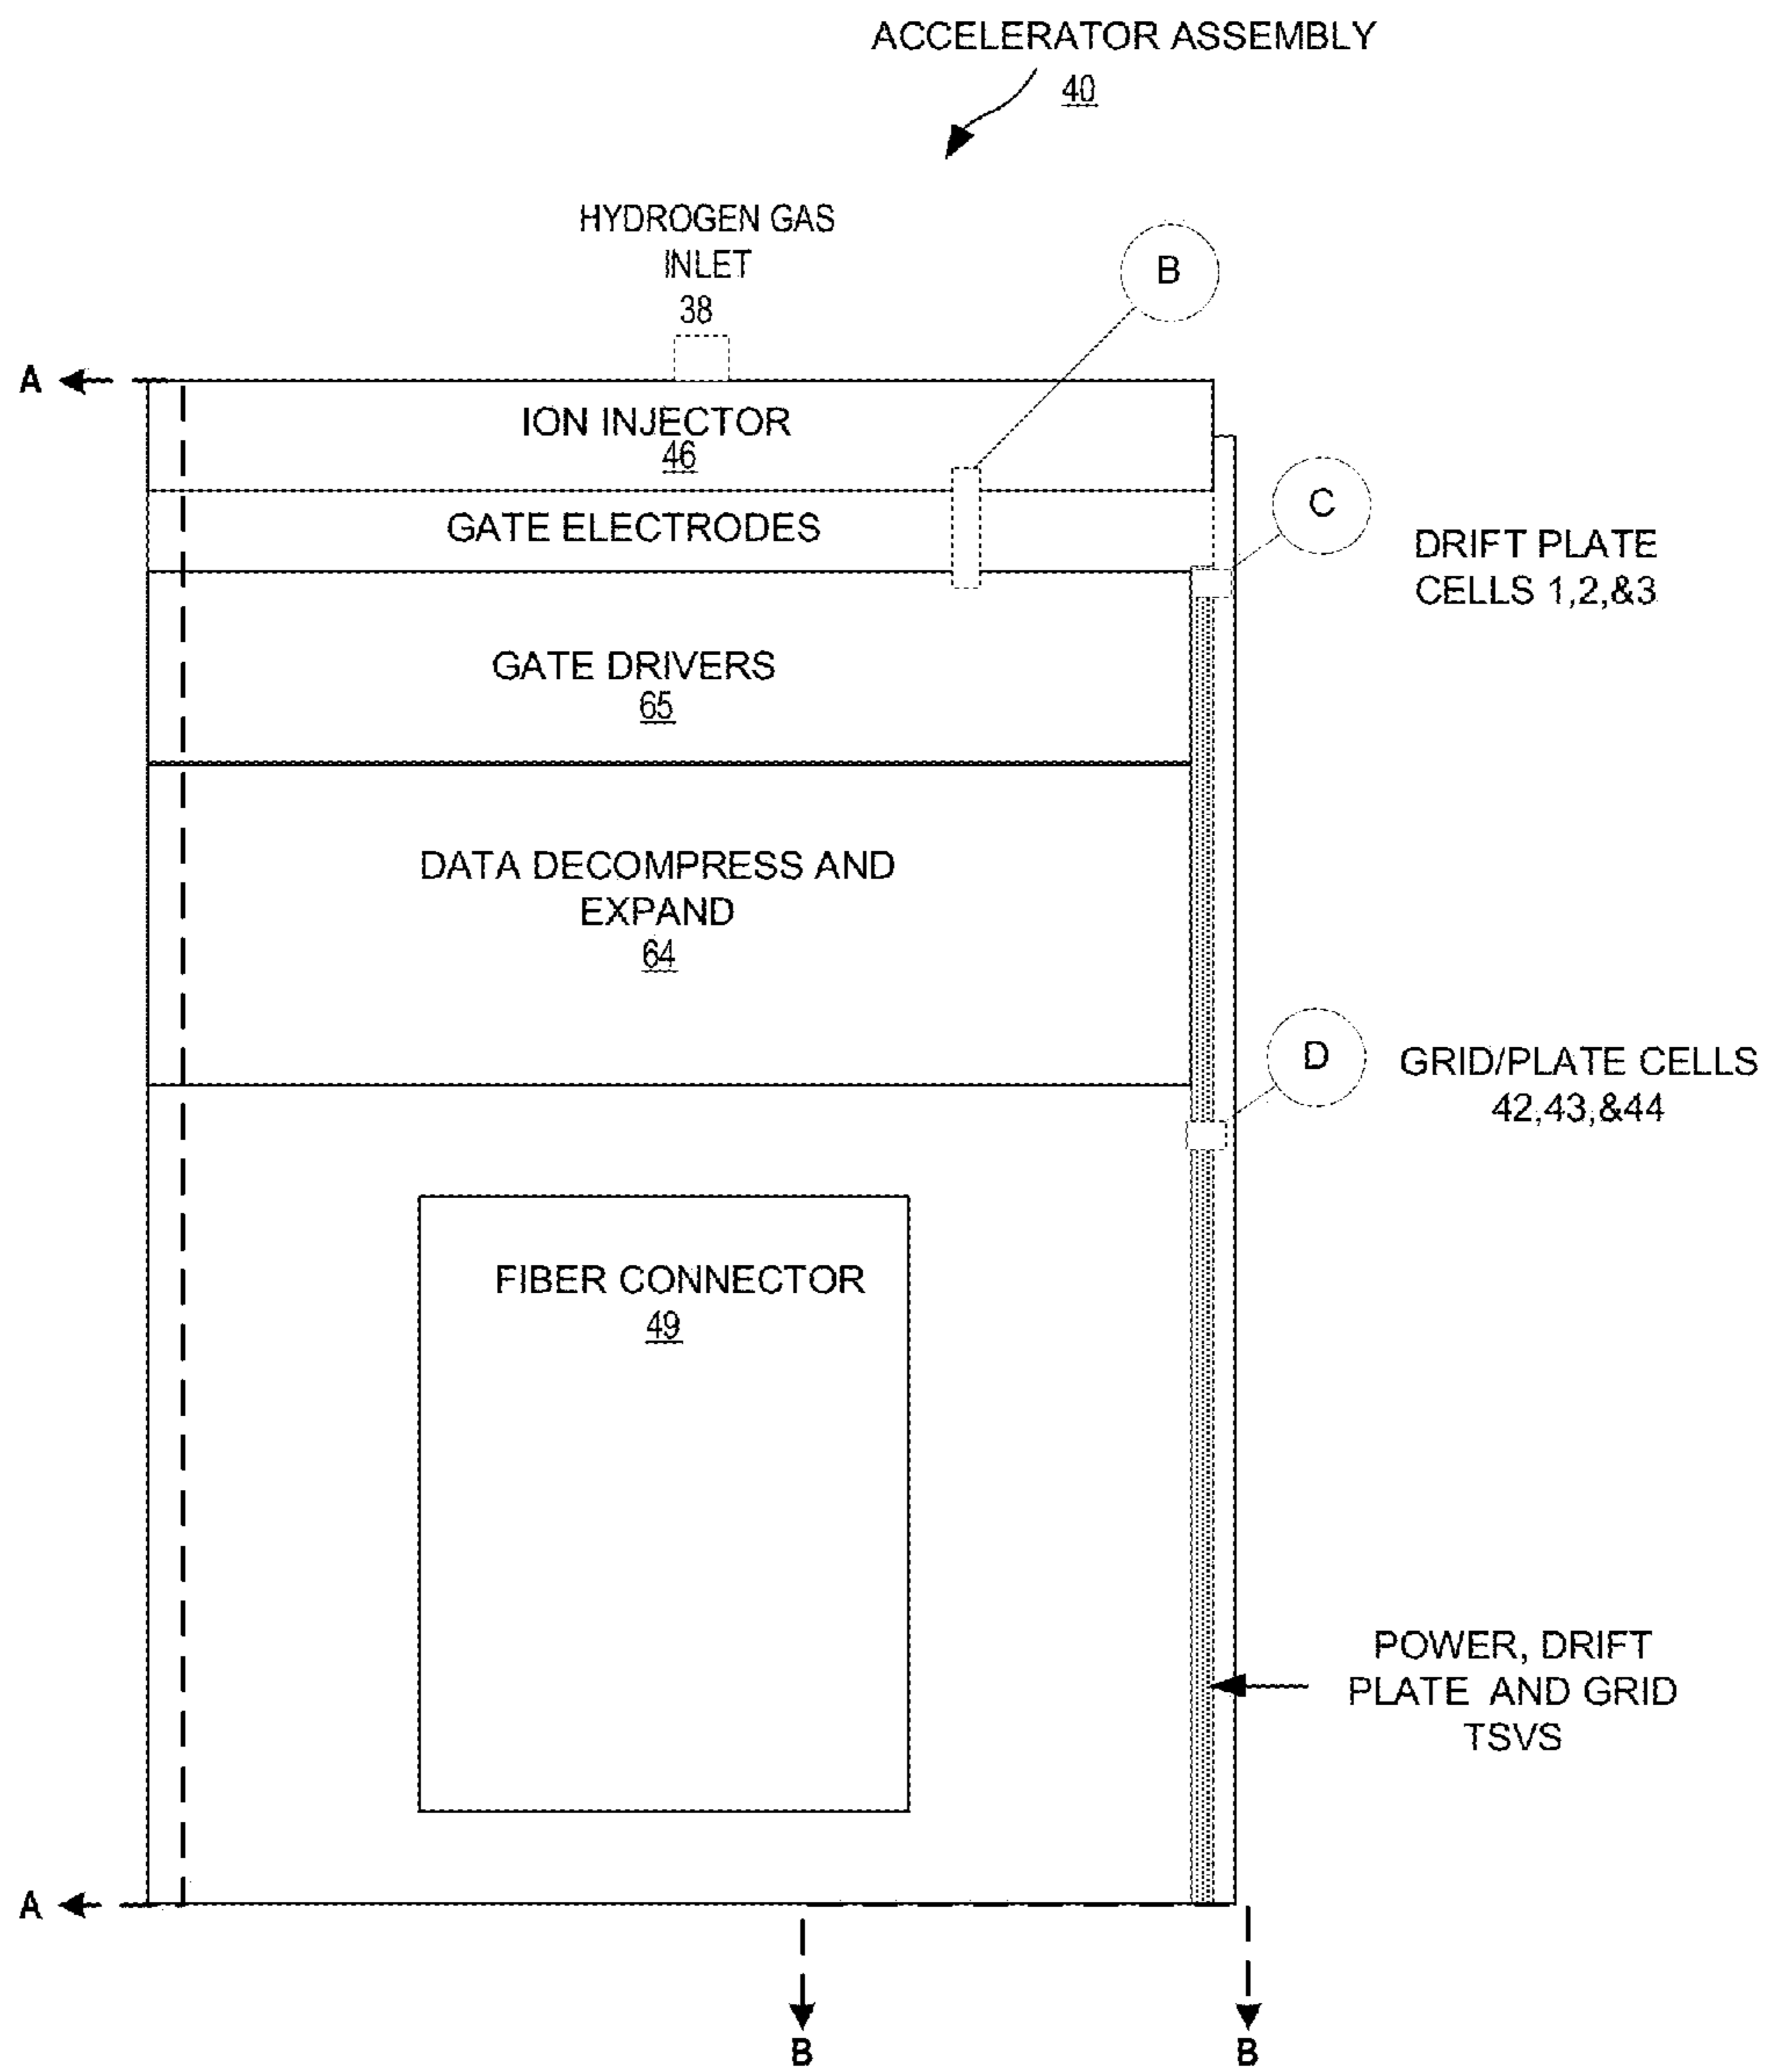 ACCELERATOR ASSEMBLY
40
HYDROGEN GAS
INLET
38
B
A
ION INJECTOR
46
C
GATE ELECTRODES
DRIFT PLATE
CELLS 1,2,&3
GATE DRIVERS
65
DATA DECOMPRESS AND
EXPAND
64
D
GRID/PLATE CELLS
42,43,&44
FIBER CONNECTOR
49
POWER, DRIFT
PLATE AND GRID
TSVS
A
B
B